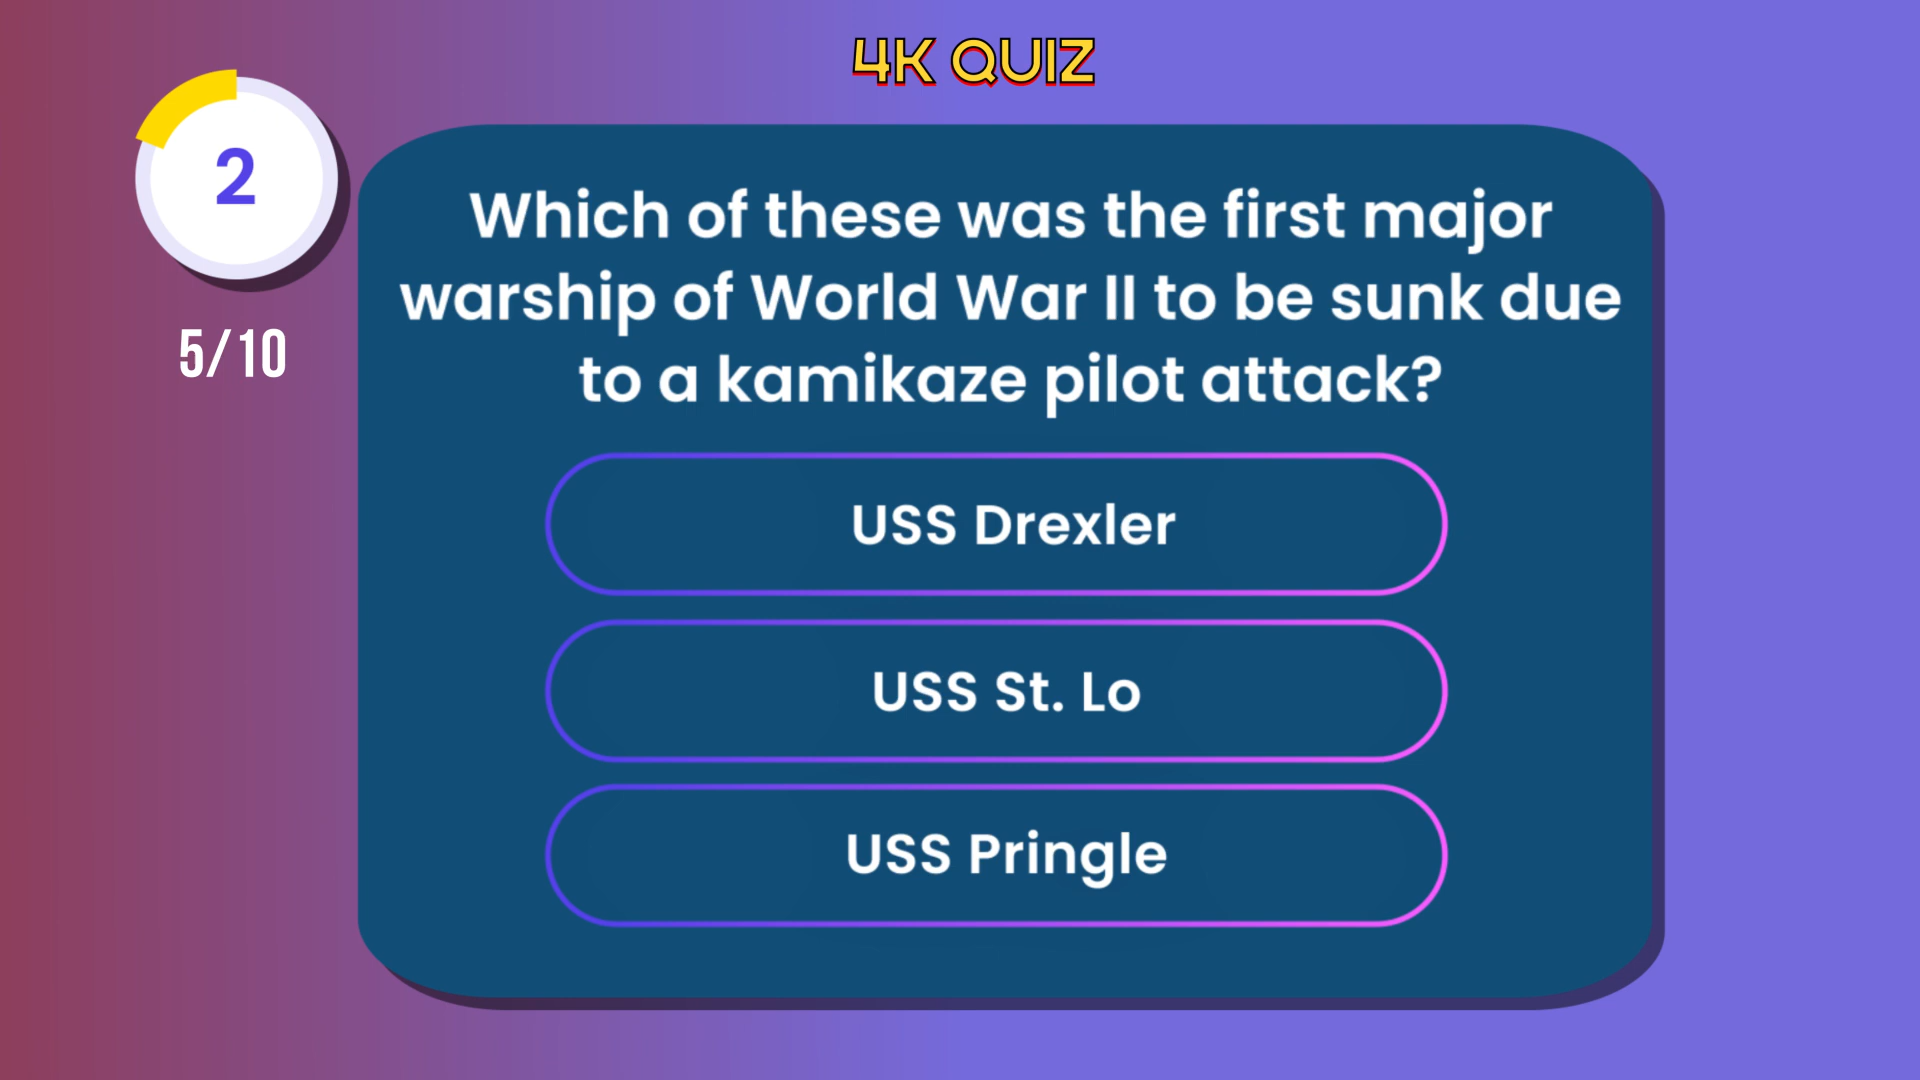 4K QUIZ
2
5/10
Which of these was the first major
warship of World War II to be sunk due
to a kamikaze pilot attack?
USS Drexler
USS St. Lo
USS Pringle